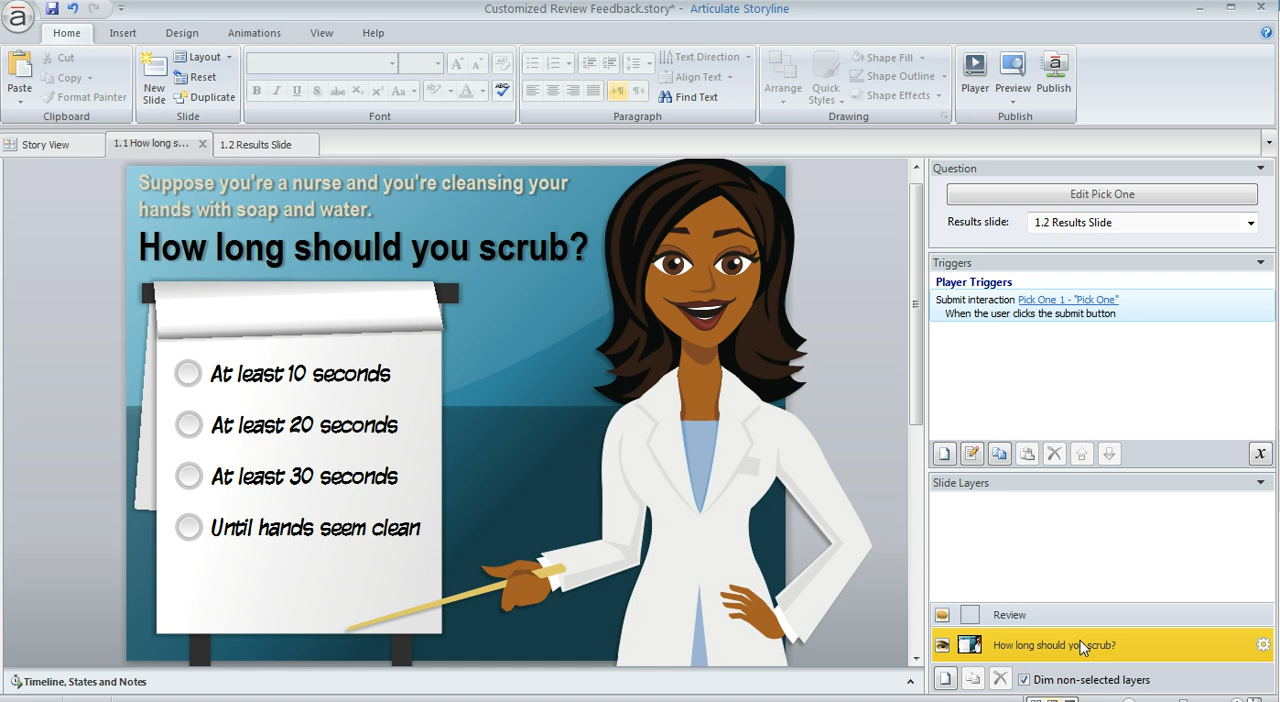 Customized Review Feedback.story* - Articulate Storyline
Home Insert Design Animations View Help
Paste
Cut
Copy
Format Painter
Clipboard
New Slide
Layout
Reset
Duplicate
Slide
B I U S abc Aa A
ABC
Font
Text Direction
Align Text
Find Text
Paragraph
Arrange
Quick Styles
Shape Fill
Shape Outline
Shape Effects
Drawing
Player Preview Publish
Publish
Story View
1.1 How long s...
1.2 Results Slide
Suppose you're a nurse and you're cleansing your
hands with soap and water.
How long should you scrub?
At least 10 seconds
At least 20 seconds
At least 30 seconds
Until hands seem clean
Timeline, States and Notes
Question
Edit Pick One
Results slide: 1.2 Results Slide
Triggers
Player Triggers
Submit interaction Pick One 1 - "Pick One"
When the user clicks the submit button
x
Slide Layers
Review
How long should you scrub?
Dim non-selected layers